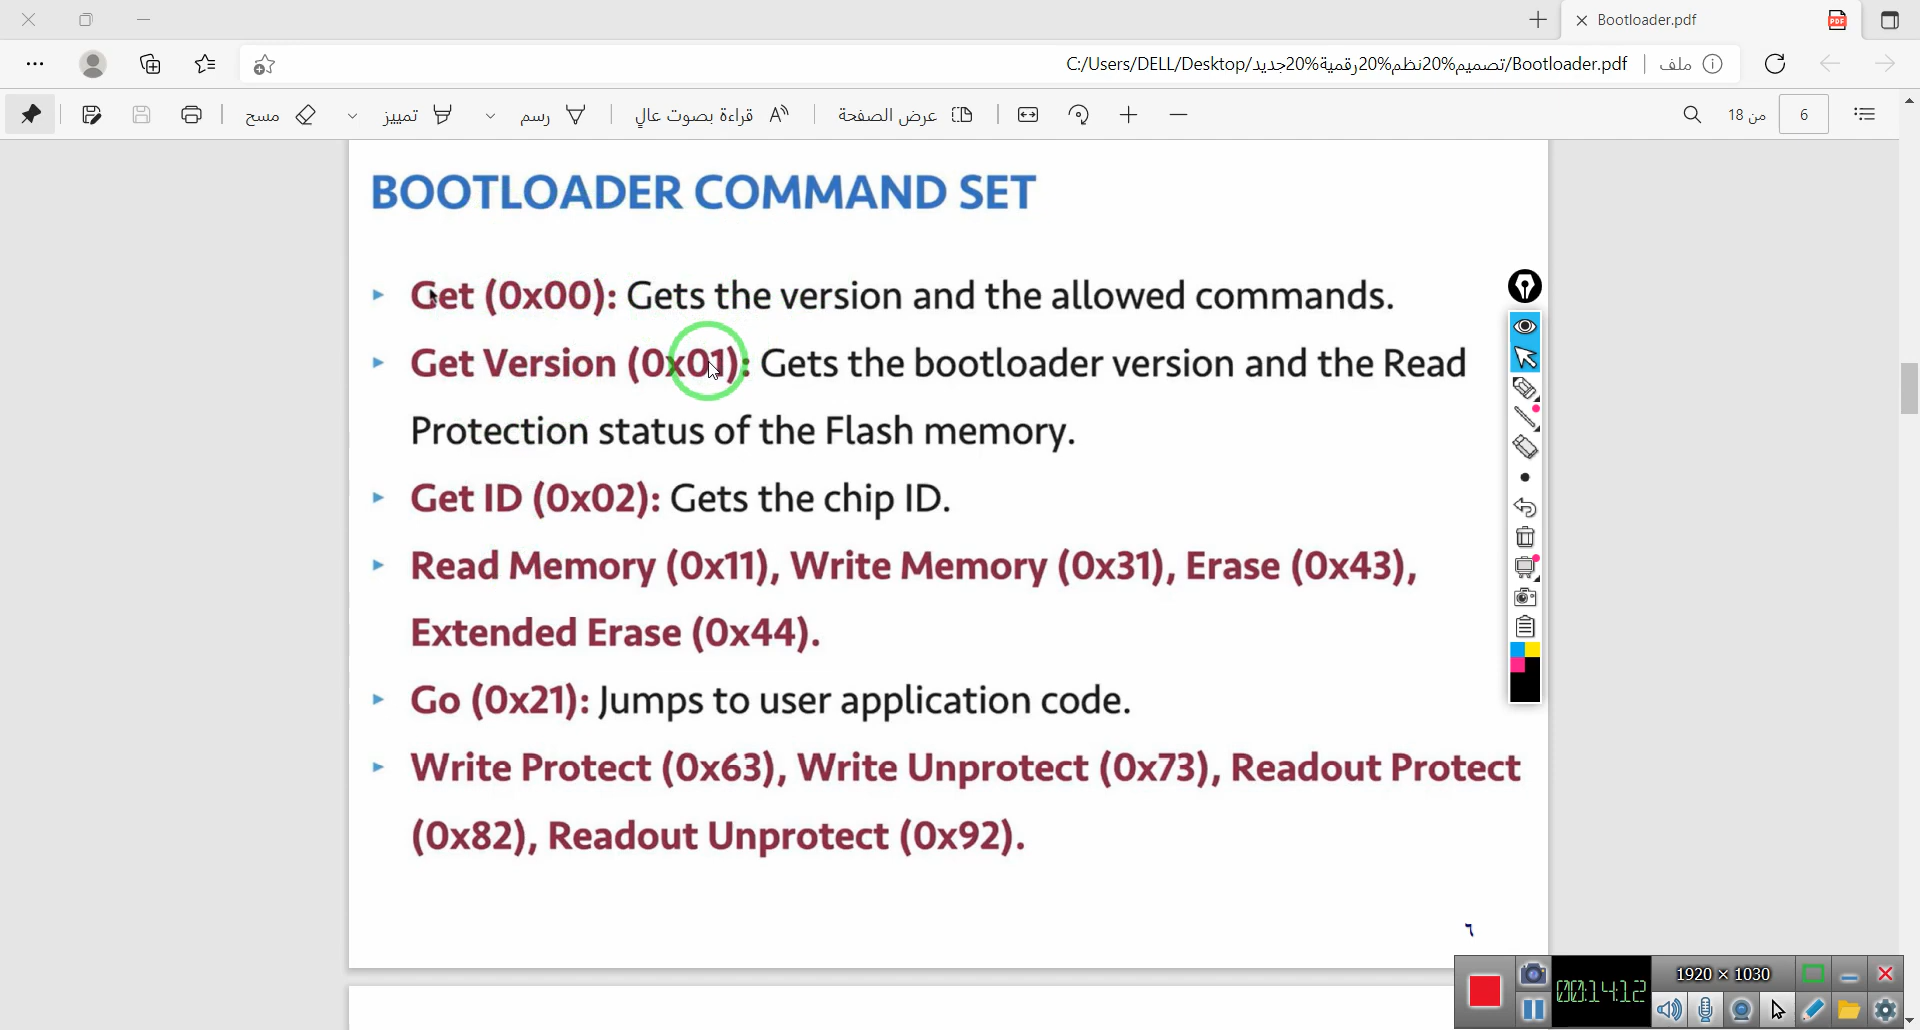 Bootloader.pdf
C:/Users/DELL/Desktop/تصميم%20نظم%20رقمية%20جديد/Bootloader.pdf
ملف
مسح
تمييز
رسم
قراءة بصوت عالٍ
عرض الصفحة
من 18
6
BOOTLOADER COMMAND SET
Get (0x00): Gets the version and the allowed commands.
Get Version (0x01): Gets the bootloader version and the Read
Protection status of the Flash memory.
Get ID (0x02): Gets the chip ID.
Read Memory (0x11), Write Memory (0x31), Erase (0x43),
Extended Erase (0x44).
Go (0x21): Jumps to user application code.
Write Protect (0x63), Write Unprotect (0x73), Readout Protect
(0x82), Readout Unprotect (0x92).
٦
1920 × 1030
00:14:12